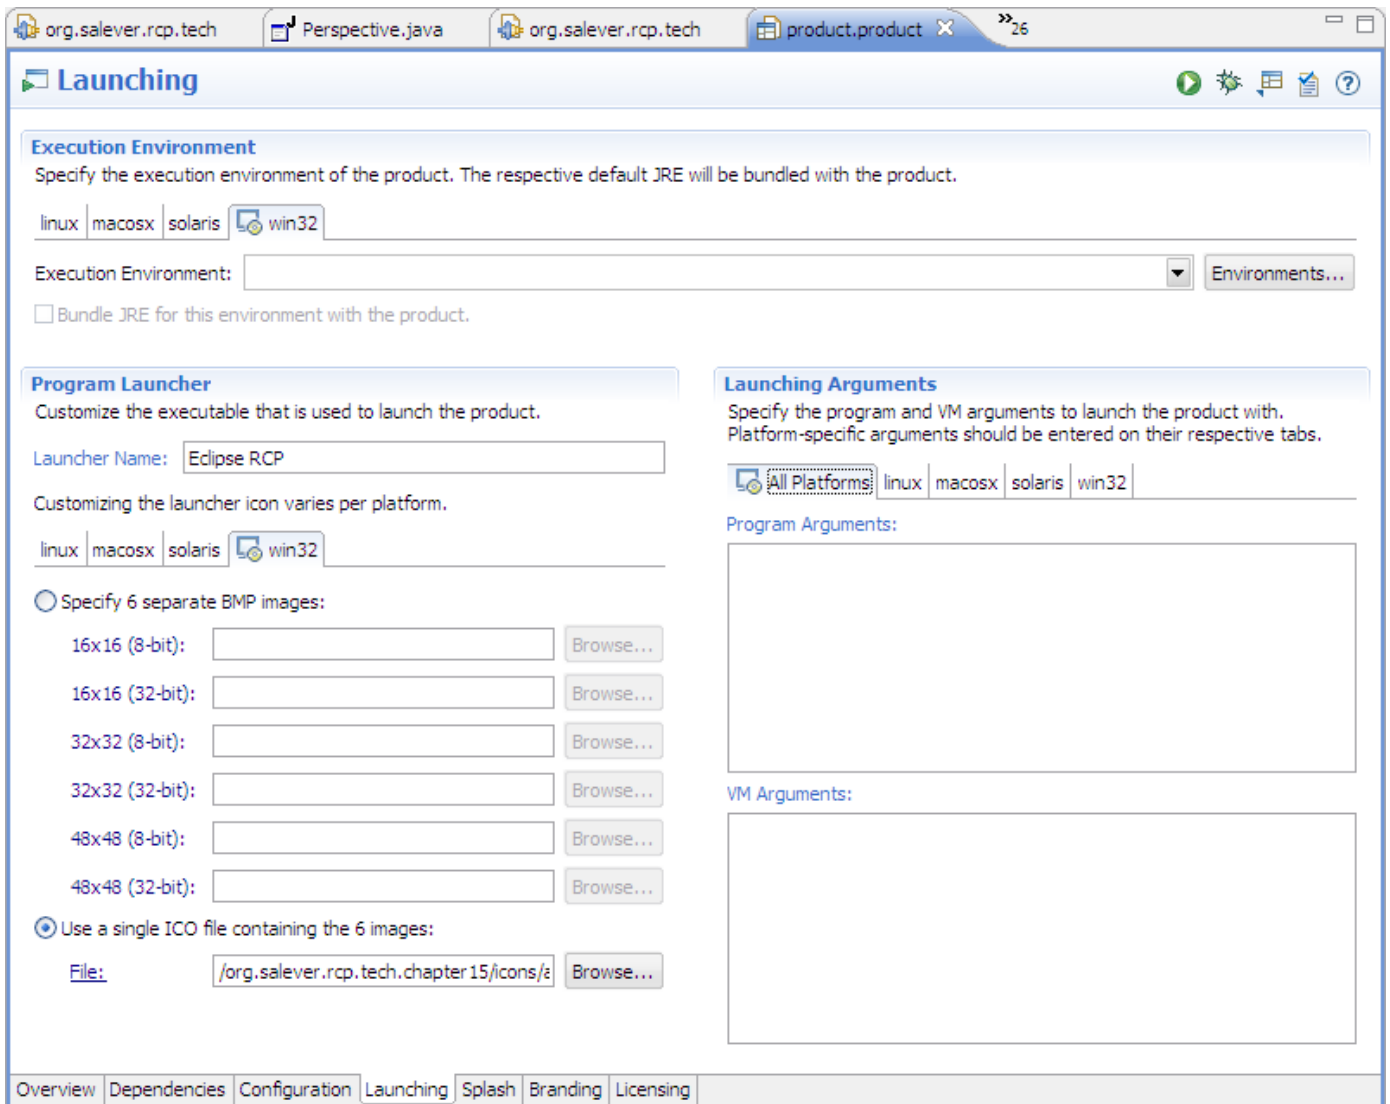 org.salever.rcp.tech Perspective.java org.salever.rcp.tech product.product »26
Launching
Execution Environment
Specify the execution environment of the product. The respective default JRE will be bundled with the product.
linux macosx solaris win32
Execution Environment: Environments...
Bundle JRE for this environment with the product.
Program Launcher
Customize the executable that is used to launch the product.
Launcher Name: Eclipse RCP
Customizing the launcher icon varies per platform.
linux macosx solaris win32
Specify 6 separate BMP images:
16x16 (8-bit): Browse...
16x16 (32-bit): Browse...
32x32 (8-bit): Browse...
32x32 (32-bit): Browse...
48x48 (8-bit): Browse...
48x48 (32-bit): Browse...
Use a single ICO file containing the 6 images:
File: /org.salever.rcp.tech.chapter15/icons/a Browse...
Launching Arguments
Specify the program and VM arguments to launch the product with.
Platform-specific arguments should be entered on their respective tabs.
All Platforms linux macosx solaris win32
Program Arguments:
VM Arguments:
Overview Dependencies Configuration Launching Splash Branding Licensing